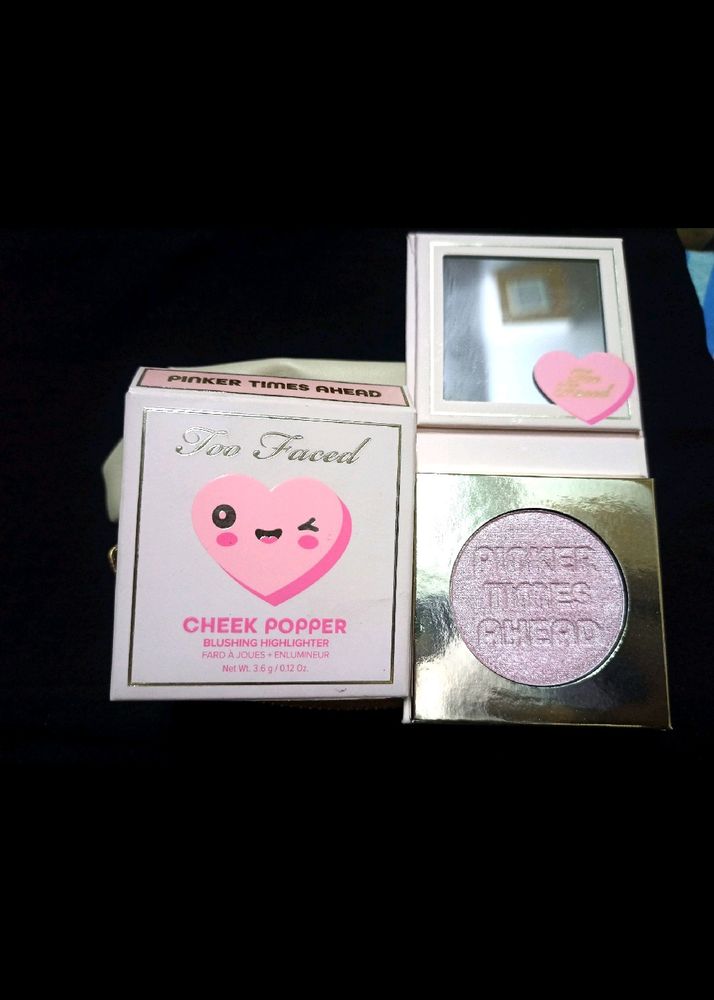 PINKER TIMES AHEAD
Too Faced
CHEEK POPPER
BLUSHING HIGHLIGHTER
FARD À JOUES + ENLUMINEUR
Net Wt. 3.6 g / 0.12 Oz.
Too
Faced
PINKER
TIMES
AHEAD